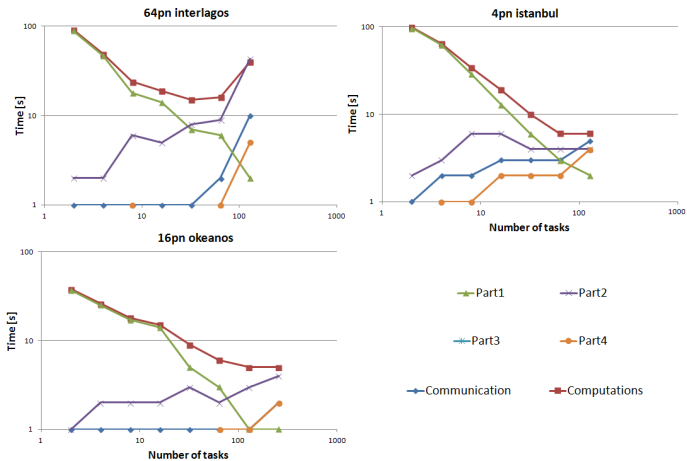 64pn interlagos
100
10
1
Time [s]
1
10
100
1000
4pn istanbul
100
10
1
Time [s]
1
10
100
1000
Number of tasks
16pn okeanos
100
10
1
Time [s]
1
10
100
1000
Number of tasks
Part1
Part2
Part3
Part4
Communication
Computations